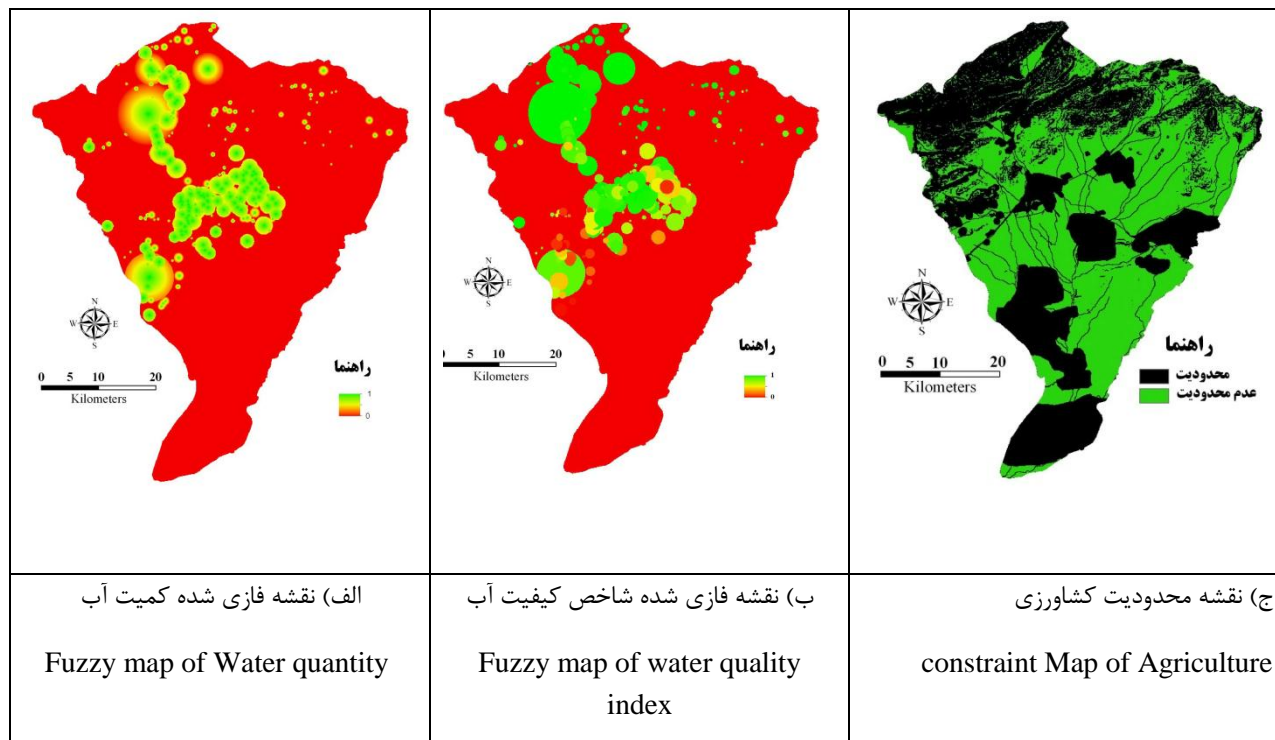 N
W E
S
0 5 10 20
Kilometers
راهنما
1
0
N
W E
S
0 5 10 20
Kilometers
راهنما
1
0
N
W E
S
0 5 10 20
Kilometers
راهنما
محدودیت
عدم محدودیت
الف) نقشه فازی شده کمیت آب
Fuzzy map of Water quantity
ب) نقشه فازی شده شاخص کیفیت آب
Fuzzy map of water quality
index
ج) نقشه محدودیت کشاورزی
constraint Map of Agriculture